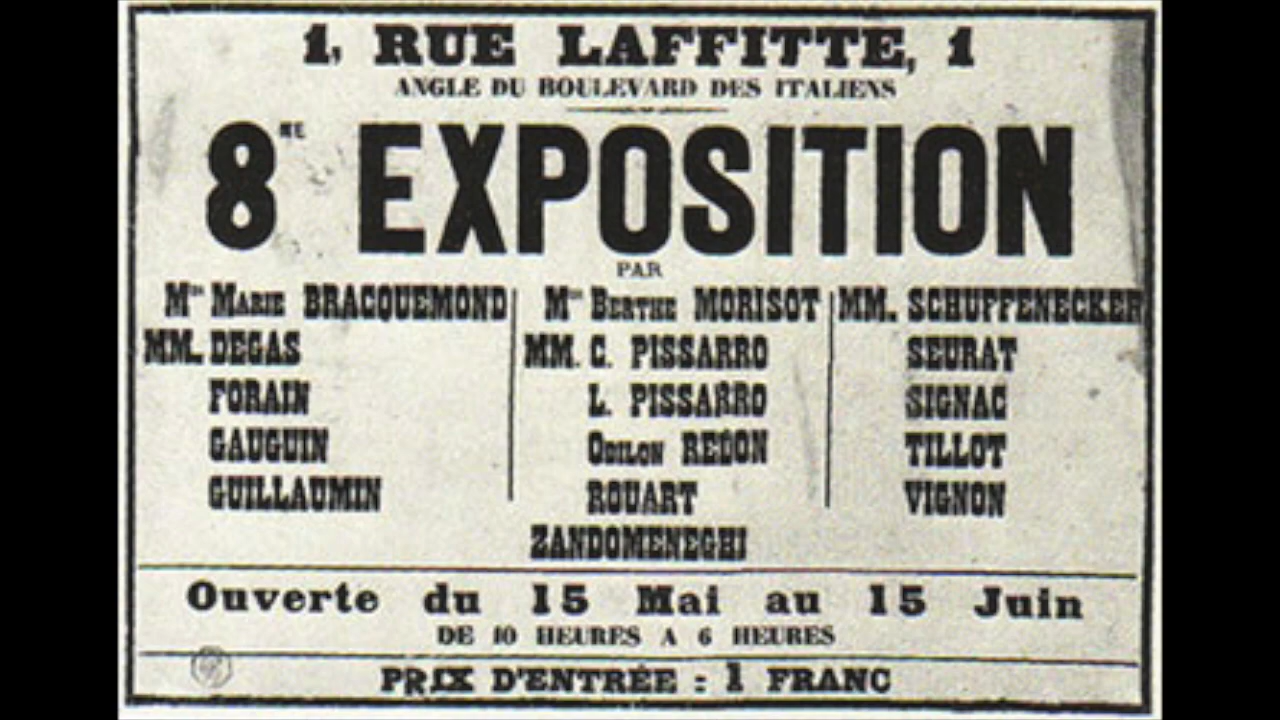 1, RUE LAFFITTE, 1
ANGLE DU BOULEVARD DES ITALIENS
8ME EXPOSITION
PAR
Mme Marie BRACQUEMOND
MM. DEGAS
FORAIN
GAUGUIN
GUILLAUMIN
Mme Berthe MORISOT
MM. C. PISSARRO
L. PISSARRO
Odilon REDON
ROUART
ZANDOMENEGHI
MM. SCHUFFENECKER
SEURAT
SIGNAC
TILLOT
VIGNON
Ouverte du 15 Mai au 15 Juin
DE 10 HEURES A 6 HEURES
PRIX D'ENTRÉE : 1 FRANC